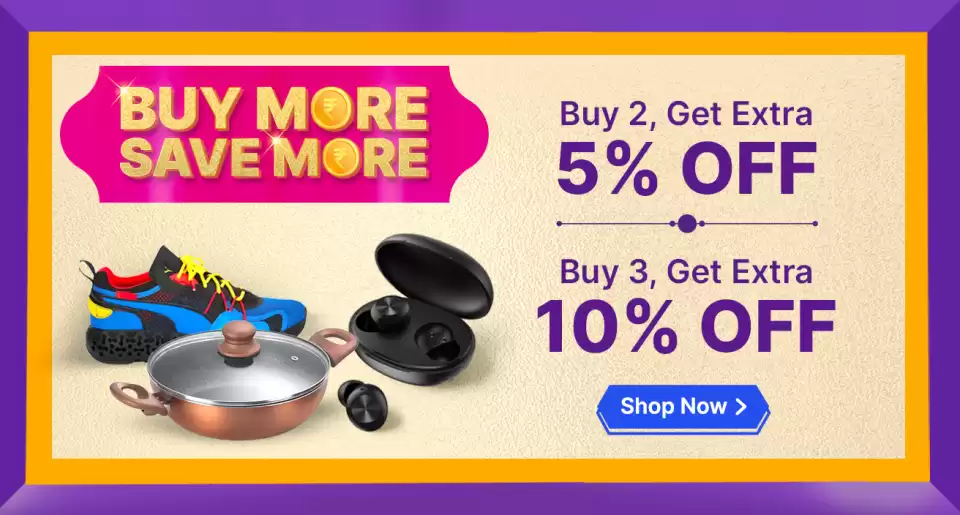 BUY MORE
SAVE MORE
Buy 2, Get Extra
5% OFF
Buy 3, Get Extra
10% OFF
Shop Now